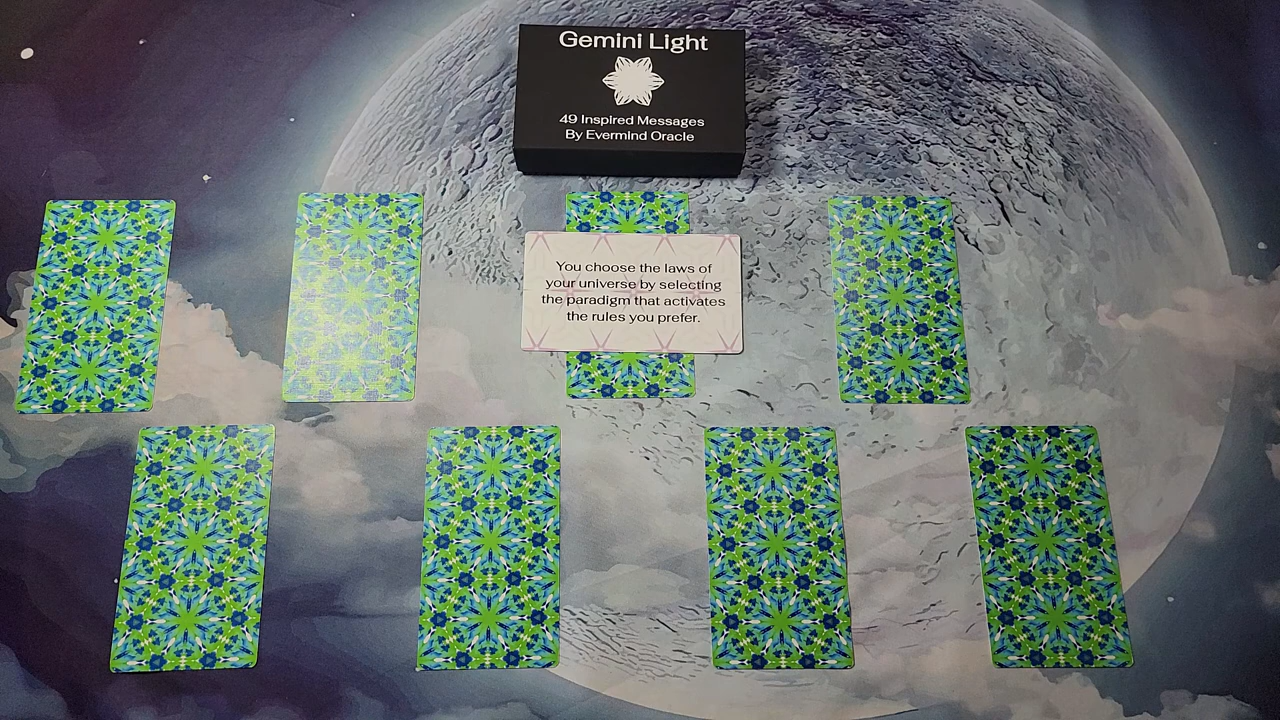 Gemini Light
49 Inspired Messages
By Evermind Oracle
You choose the laws of
your universe by selecting
the paradigm that activates
the rules you prefer.